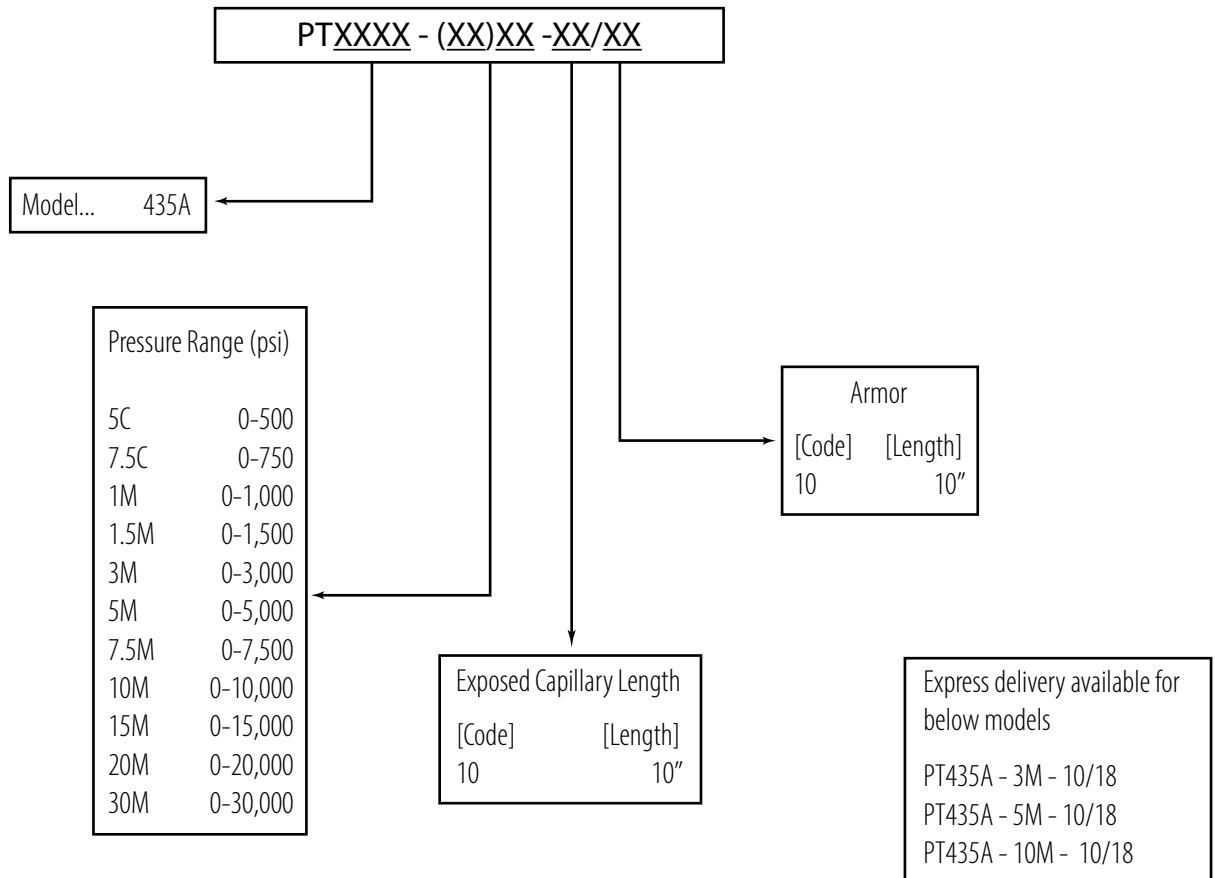 PTXXXX - (XX)XX -XX/XX
Model... 435A
Pressure Range (psi)
5C 0-500
7.5C 0-750
1M 0-1,000
1.5M 0-1,500
3M 0-3,000
5M 0-5,000
7.5M 0-7,500
10M 0-10,000
15M 0-15,000
20M 0-20,000
30M 0-30,000
Exposed Capillary Length
[Code] [Length]
10 10”
Armor
[Code] [Length]
10 10”
Express delivery available for
below models
PT435A - 3M - 10/18
PT435A - 5M - 10/18
PT435A - 10M - 10/18